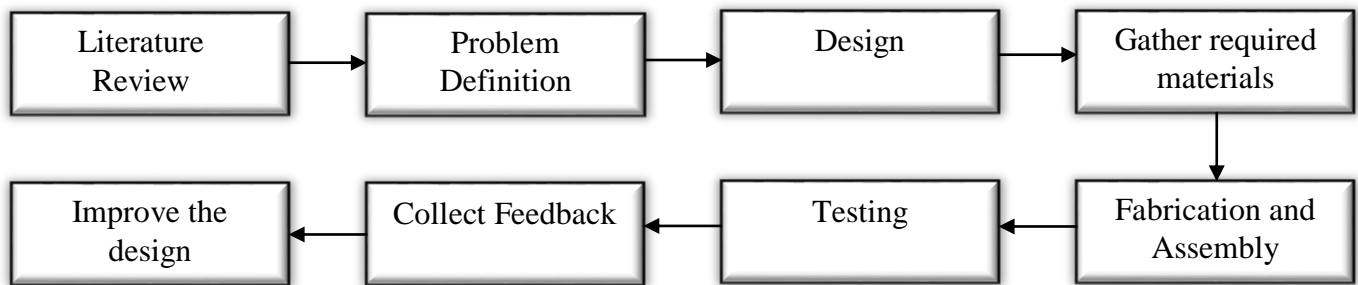 Literature
Review
Problem
Definition
Design
Gather required
materials
Fabrication and
Assembly
Testing
Collect Feedback
Improve the
design